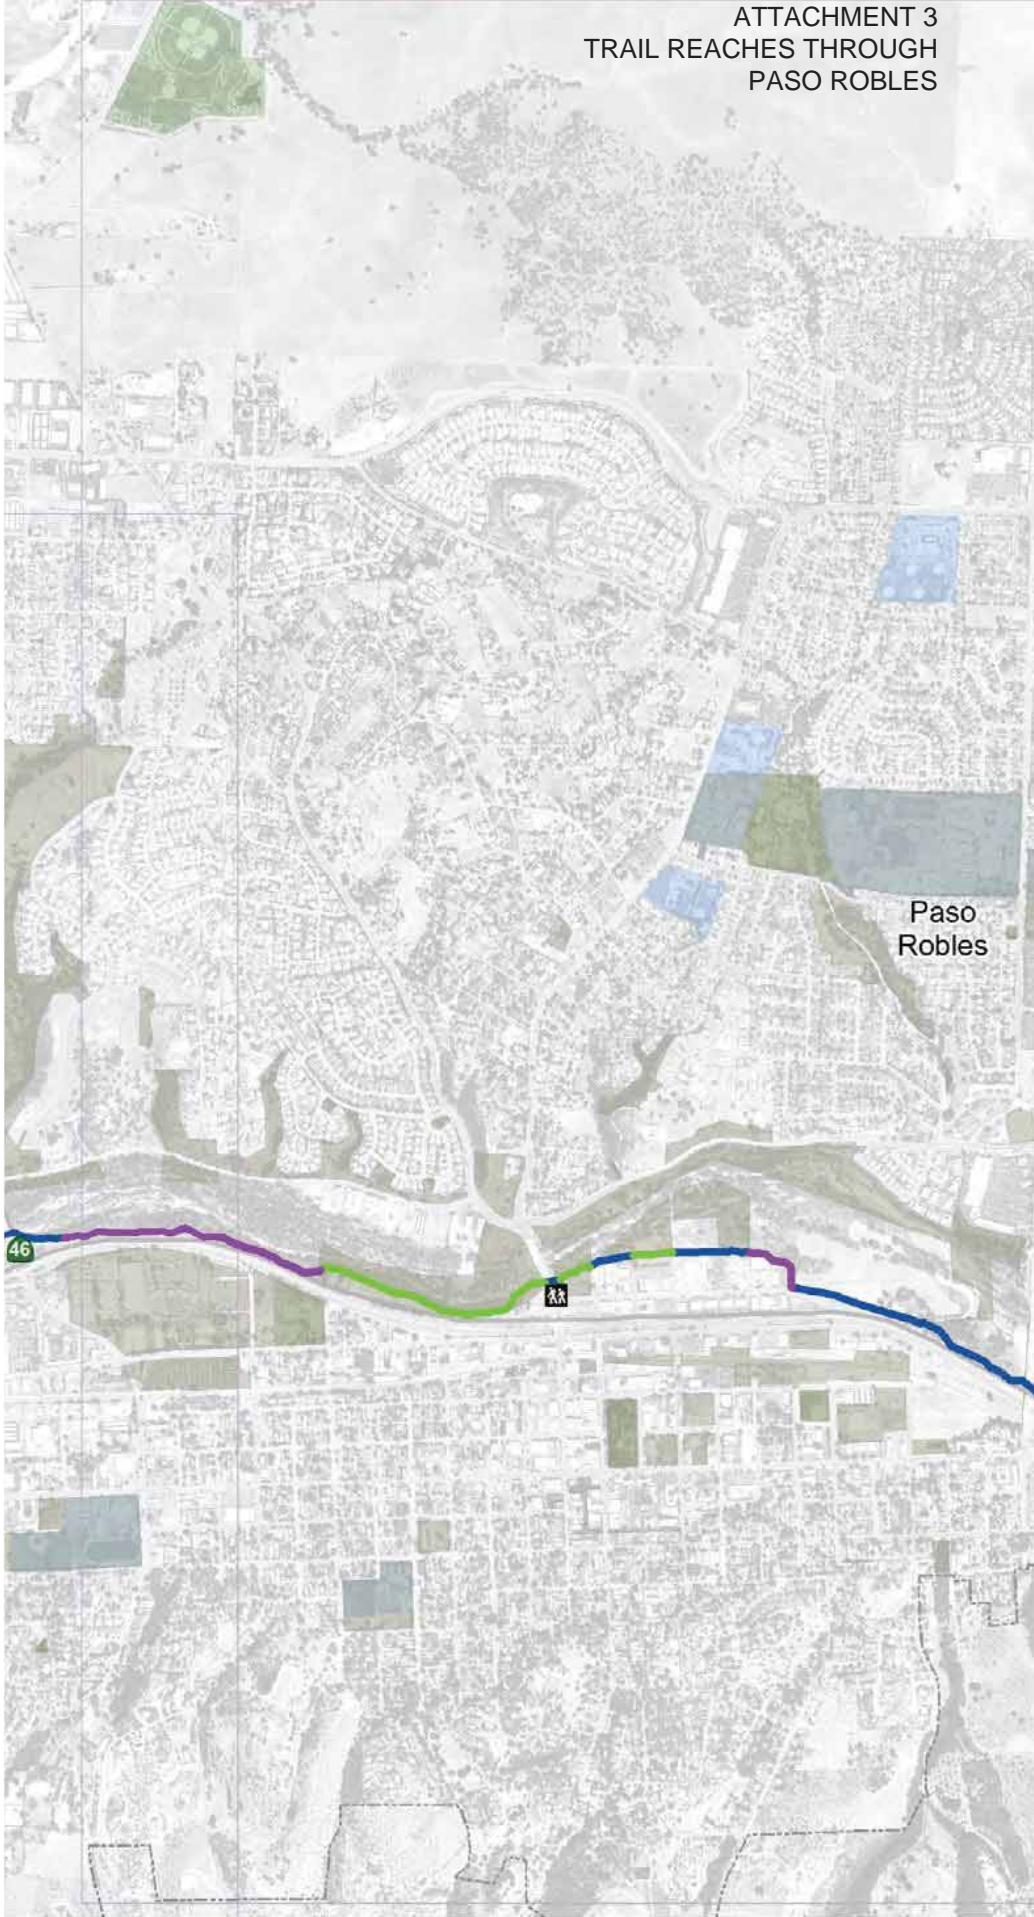 ATTACHMENT 3
TRAIL REACHES THROUGH
PASO ROBLES
Paso
Robles
46